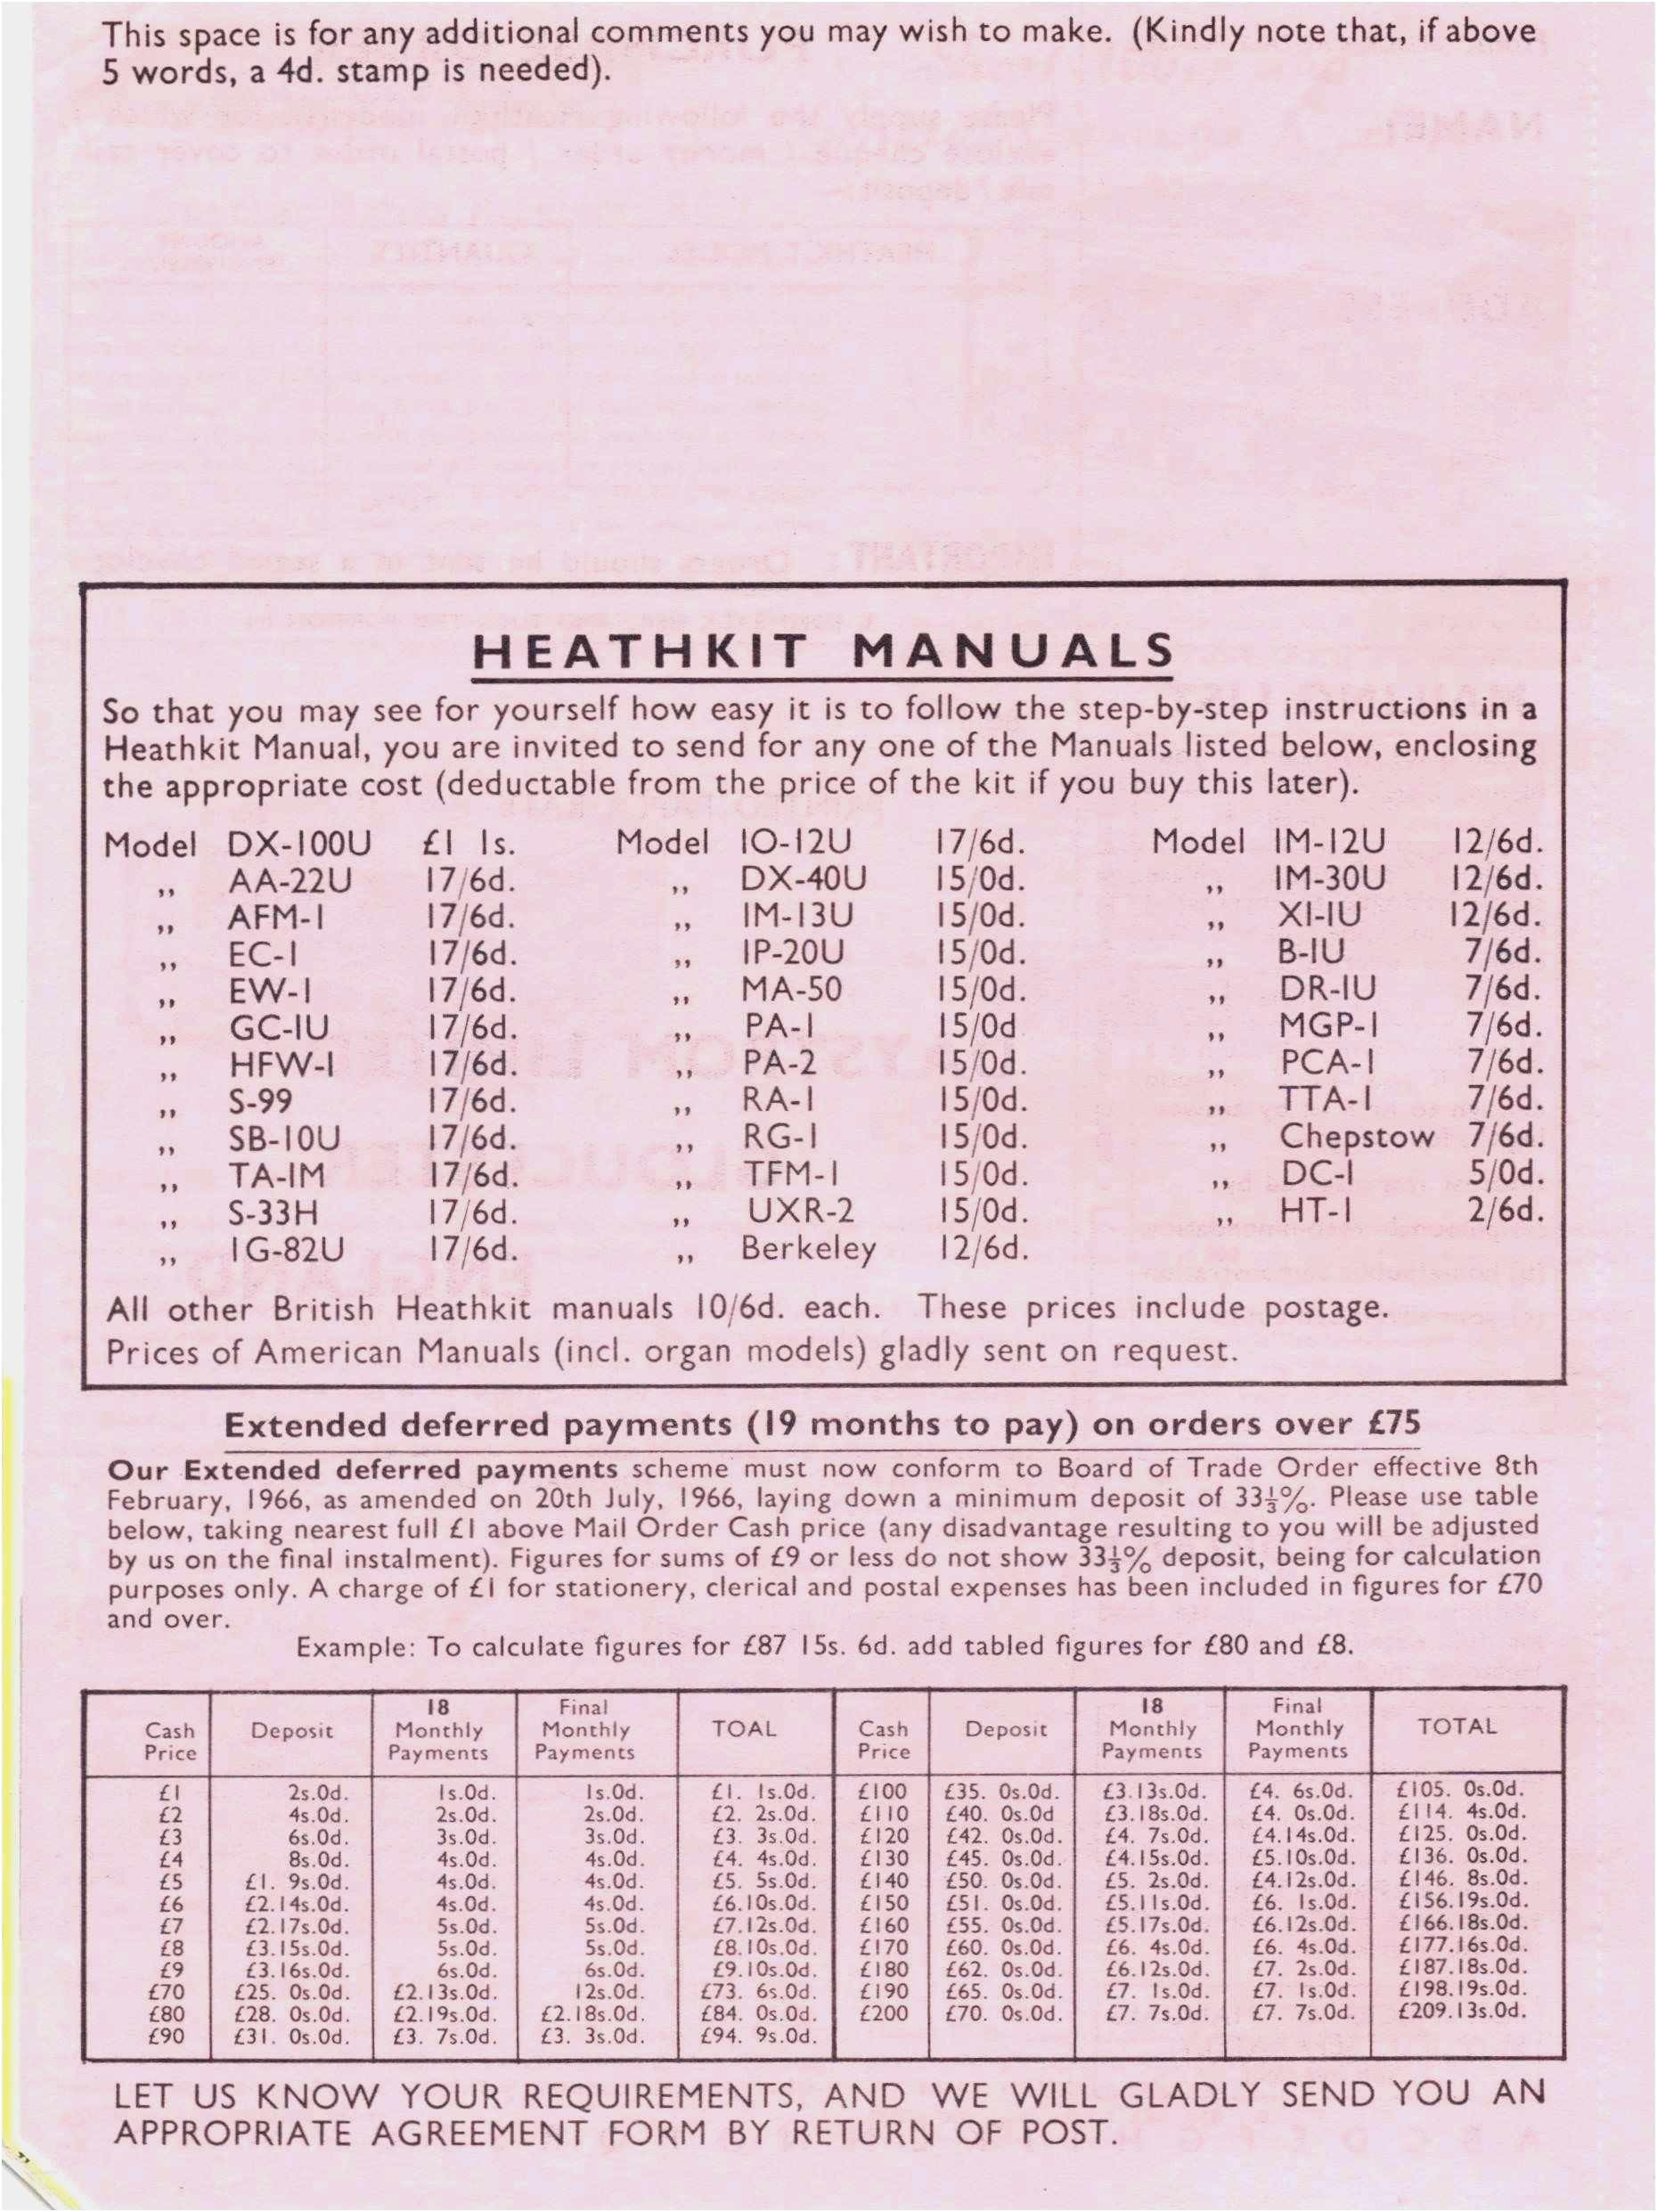 This space is for any additional comments you may wish to make. (Kindly note that, if above
5 words, a 4d. stamp is needed).
HEATHKIT MANUALS
So that you may see for yourself how easy it is to follow the step-by-step instructions in a
Heathkit Manual, you are invited to send for any one of the Manuals listed below, enclosing
the appropriate cost (deductable from the price of the kit if you buy this later).
Model DX-100U £1 1s. Model IO-12U 17/6d. Model IM-12U 12/6d.
,, AA-22U 17/6d. ,, DX-40U 15/0d. ,, IM-30U 12/6d.
,, AFM-1 17/6d. ,, IM-13U 15/0d. ,, XI-IU 12/6d.
,, EC-1 17/6d. ,, IP-20U 15/0d. ,, B-IU 7/6d.
,, EW-1 17/6d. ,, MA-50 15/0d. ,, DR-IU 7/6d.
,, GC-IU 17/6d. ,, PA-1 15/0d ,, MGP-1 7/6d.
,, HFW-1 17/6d. ,, PA-2 15/0d. ,, PCA-1 7/6d.
,, S-99 17/6d. ,, RA-1 15/0d. ,, TTA-1 7/6d.
,, SB-10U 17/6d. ,, RG-1 15/0d. ,, Chepstow 7/6d.
,, TA-IM 17/6d. ,, TFM-1 15/0d. ,, DC-1 5/0d.
,, S-33H 17/6d. ,, UXR-2 15/0d. ,, HT-1 2/6d.
,, IG-82U 17/6d. ,, Berkeley 12/6d.
All other British Heathkit manuals 10/6d. each. These prices include postage.
Prices of American Manuals (incl. organ models) gladly sent on request.
Extended deferred payments (19 months to pay) on orders over £75
Our Extended deferred payments scheme must now conform to Board of Trade Order effective 8th
February, 1966, as amended on 20th July, 1966, laying down a minimum deposit of 33⅓%. Please use table
below, taking nearest full £1 above Mail Order Cash price (any disadvantage resulting to you will be adjusted
by us on the final instalment). Figures for sums of £9 or less do not show 33⅓% deposit, being for calculation
purposes only. A charge of £1 for stationery, clerical and postal expenses has been included in figures for £70
and over.
Example: To calculate figures for £87 15s. 6d. add tabled figures for £80 and £8.
Cash Price Deposit 18 Monthly Payments Final Monthly Payments TOAL Cash Price Deposit 18 Monthly Payments Final Monthly Payments TOTAL
£1 2s.0d. 1s.0d. 1s.0d. £1. 1s.0d. £100 £35. 0s.0d. £3.13s.0d. £4. 6s.0d. £105. 0s.0d.
£2 4s.0d. 2s.0d. 2s.0d. £2. 2s.0d. £110 £40. 0s.0d £3.18s.0d. £4. 0s.0d. £114. 4s.0d.
£3 6s.0d. 3s.0d. 3s.0d. £3. 3s.0d. £120 £42. 0s.0d. £4. 7s.0d. £4.14s.0d. £125. 0s.0d.
£4 8s.0d. 4s.0d. 4s.0d. £4. 4s.0d. £130 £45. 0s.0d. £4.15s.0d. £5.10s.0d. £136. 0s.0d.
£5 £1. 9s.0d. 4s.0d. 4s.0d. £5. 5s.0d. £140 £50. 0s.0d. £5. 2s.0d. £4.12s.0d. £146. 8s.0d.
£6 £2.14s.0d. 4s.0d. 4s.0d. £6.10s.0d. £150 £51. 0s.0d. £5.11s.0d. £6. 1s.0d. £156.19s.0d.
£7 £2.17s.0d. 5s.0d. 5s.0d. £7.12s.0d. £160 £55. 0s.0d. £5.17s.0d. £6.12s.0d. £166.18s.0d.
£8 £3.15s.0d. 5s.0d. 5s.0d. £8.10s.0d. £170 £60. 0s.0d. £6. 4s.0d. £6. 4s.0d. £177.16s.0d.
£9 £3.16s.0d. 6s.0d. 6s.0d. £9.10s.0d. £180 £62. 0s.0d. £6.12s.0d. £7. 2s.0d. £187.18s.0d.
£70 £25. 0s.0d. £2.13s.0d. 12s.0d. £73. 6s.0d. £190 £65. 0s.0d. £7. 1s.0d. £7. 1s.0d. £198.19s.0d.
£80 £28. 0s.0d. £2.19s.0d. £2.18s.0d. £84. 0s.0d. £200 £70. 0s.0d. £7. 7s.0d. £7. 7s.0d. £209.13s.0d.
£90 £31. 0s.0d. £3. 7s.0d. £3. 3s.0d. £94. 9s.0d.
LET US KNOW YOUR REQUIREMENTS, AND WE WILL GLADLY SEND YOU AN
APPROPRIATE AGREEMENT FORM BY RETURN OF POST.